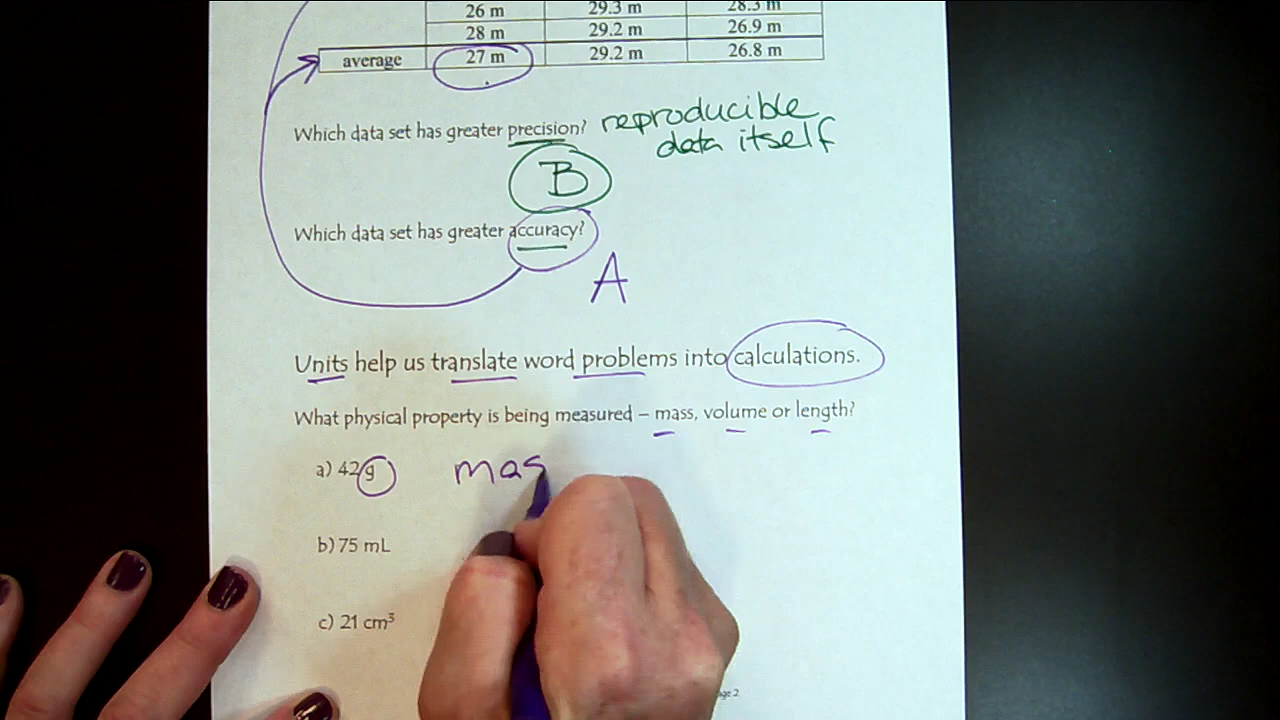 26 m 29.3 m 28.3 m
28 m 29.2 m 26.9 m
average 27 m 29.2 m 26.8 m
Which data set has greater precision? reproducible
data itself
B
Which data set has greater accuracy?
A
Units help us translate word problems into calculations.
What physical property is being measured – mass, volume or length?
a) 42 g mas
b) 75 mL
c) 21 cm³
2